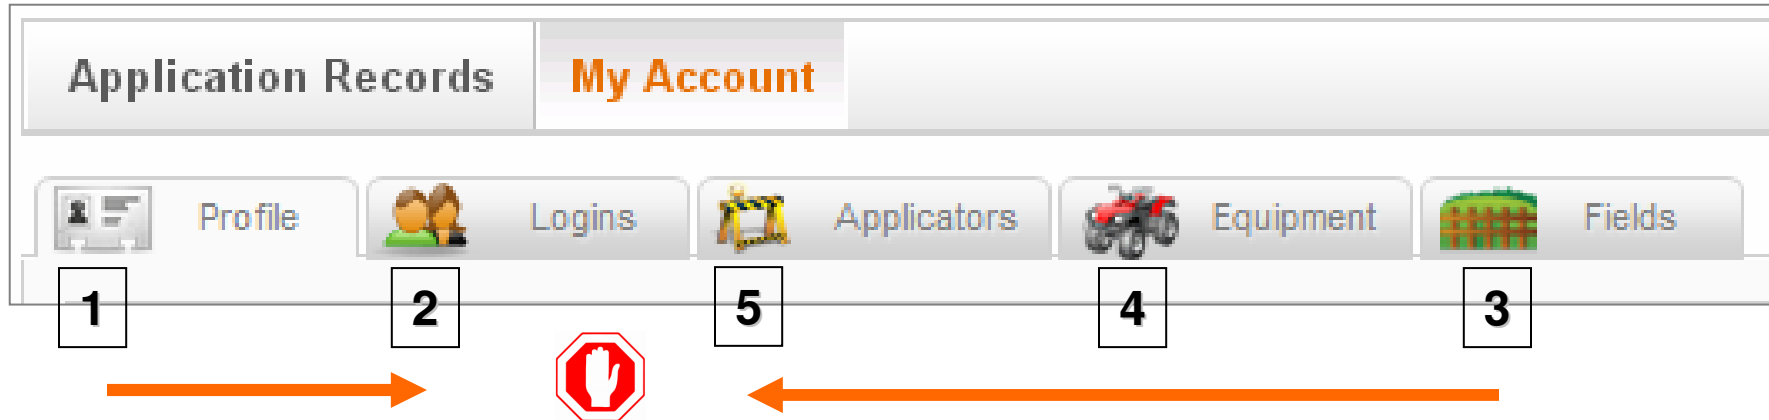 Application Records My Account
Profile Logins Applicators Equipment Fields
1 2 5 4 3